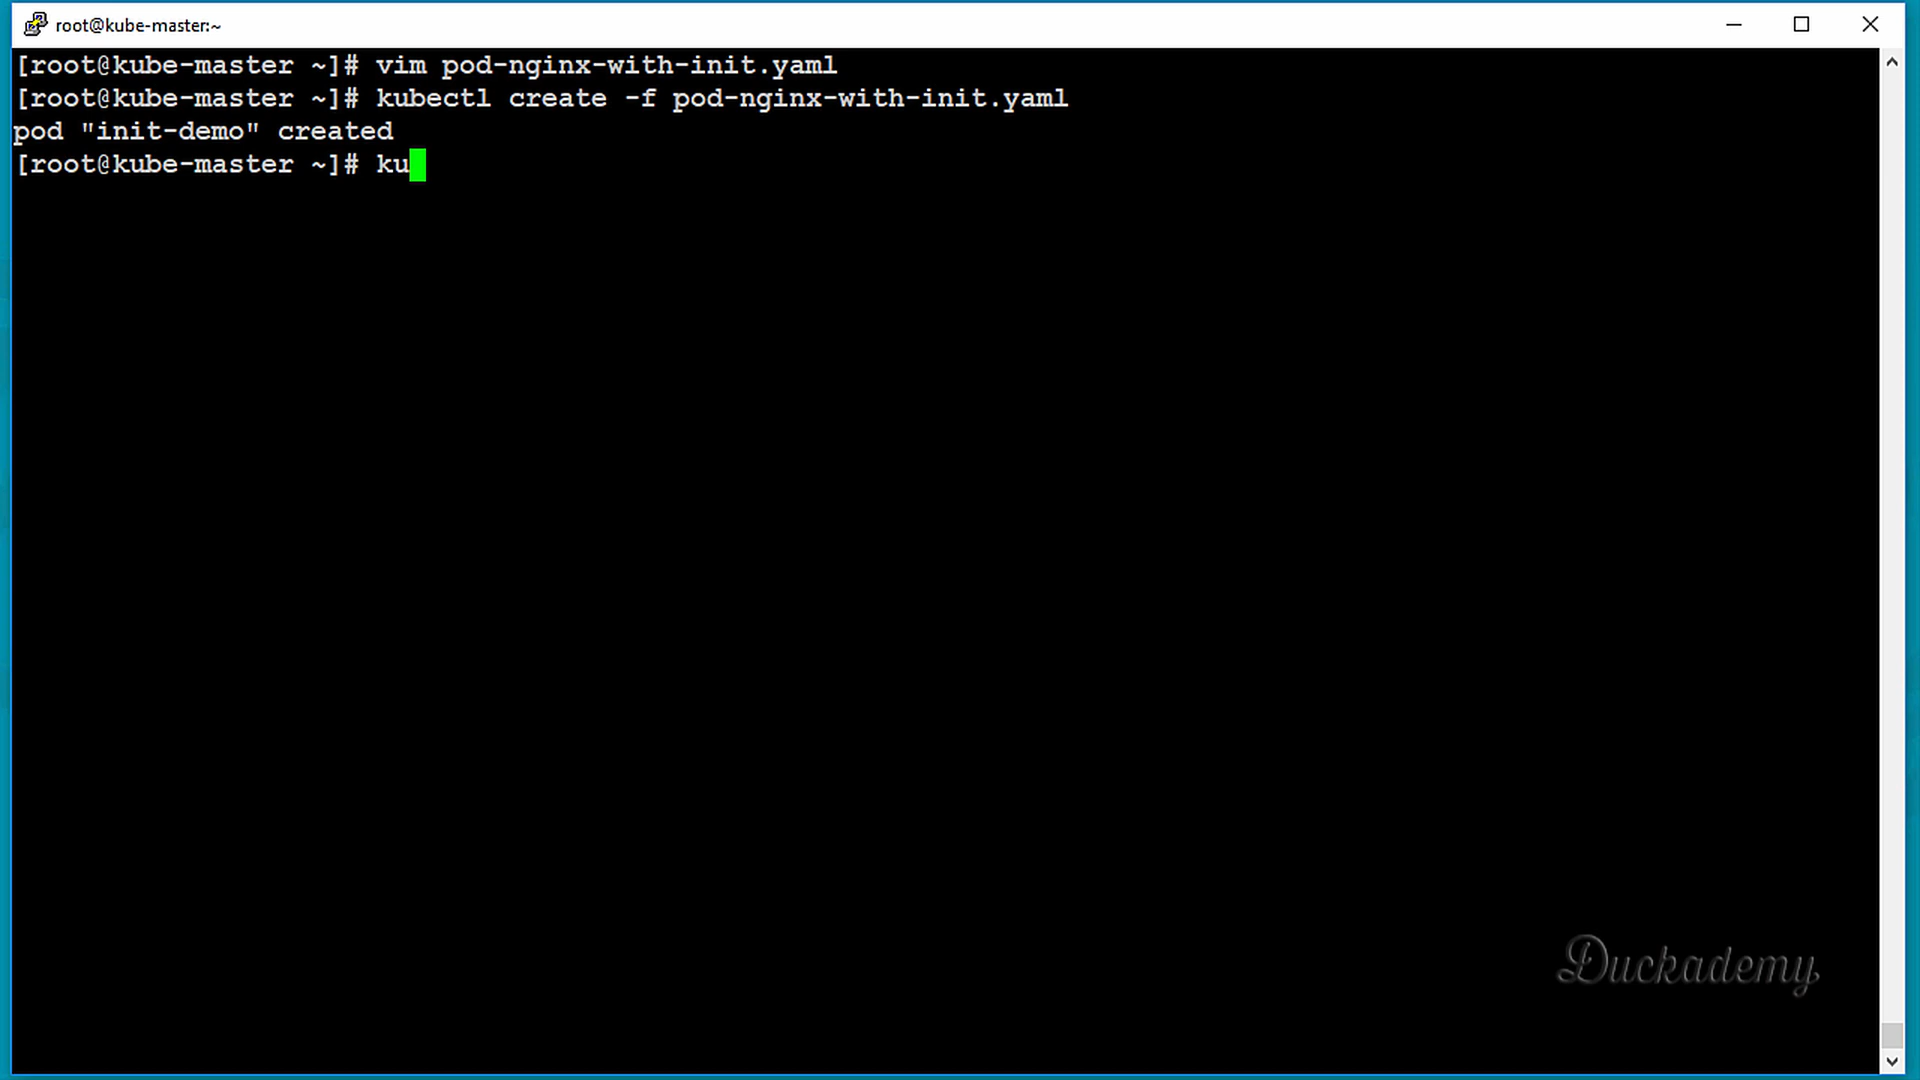 root@kube-master:~
[root@kube-master ~]# vim pod-nginx-with-init.yaml
[root@kube-master ~]# kubectl create -f pod-nginx-with-init.yaml
pod "init-demo" created
[root@kube-master ~]# ku
Duckademy